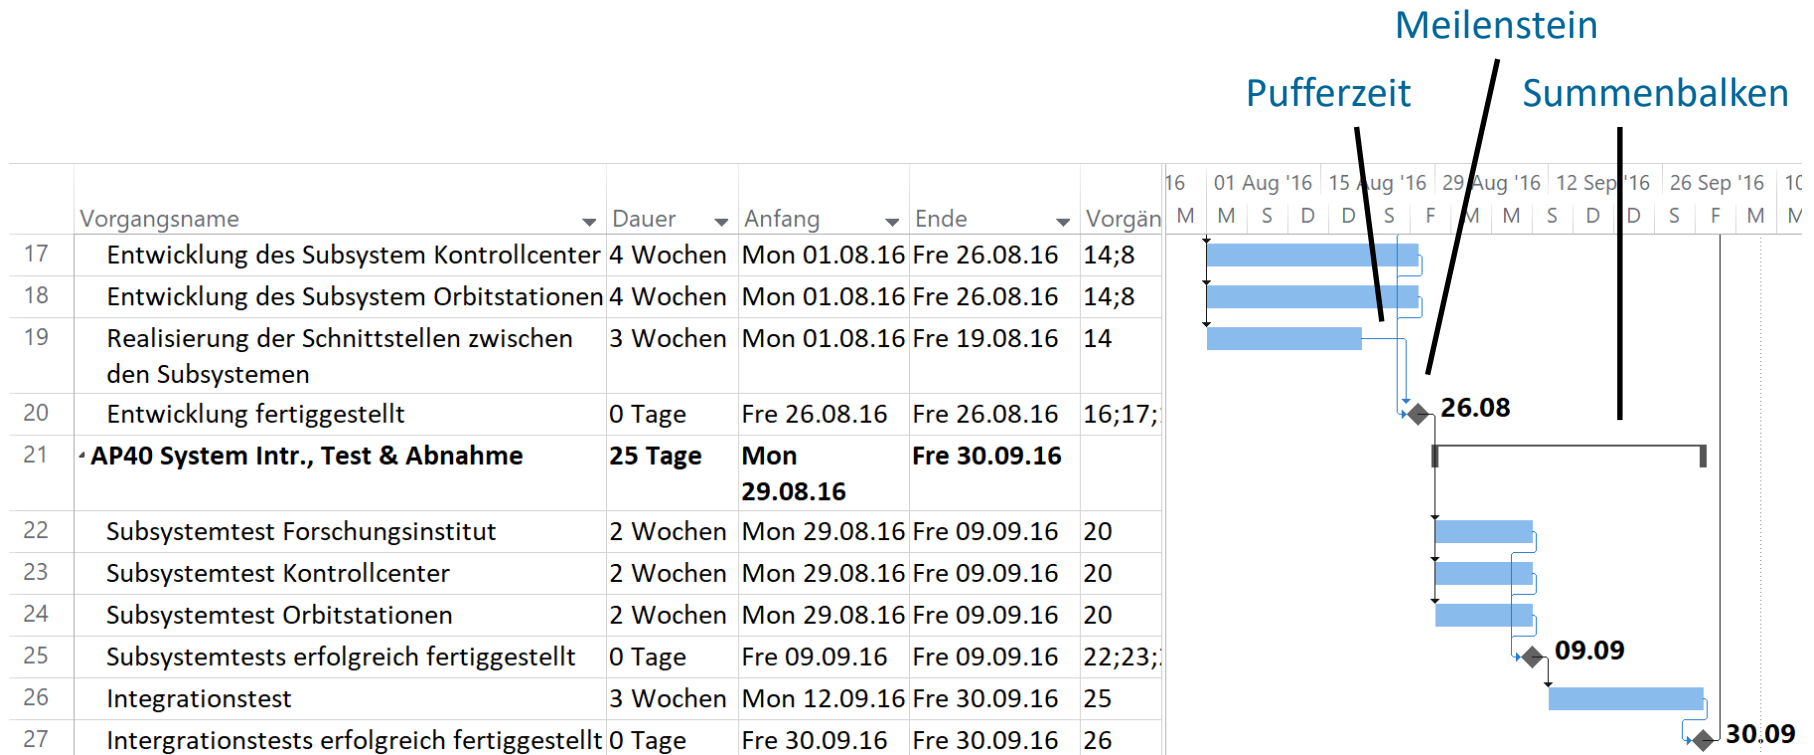 Meilenstein
Pufferzeit Summenbalken
16 01 Aug '16 15 Aug '16 29 Aug '16 12 Sep '16 26 Sep '16 10
Vorgangsname Dauer Anfang Ende Vorgän M M S D D S F M M S D D S F M M
17 Entwicklung des Subsystem Kontrollcenter 4 Wochen Mon 01.08.16 Fre 26.08.16 14;8
18 Entwicklung des Subsystem Orbitstationen 4 Wochen Mon 01.08.16 Fre 26.08.16 14;8
19 Realisierung der Schnittstellen zwischen 3 Wochen Mon 01.08.16 Fre 19.08.16 14
den Subsystemen
20 Entwicklung fertiggestellt 0 Tage Fre 26.08.16 Fre 26.08.16 16;17; 26.08
21 AP40 System Intr., Test & Abnahme 25 Tage Mon Fre 30.09.16
29.08.16
22 Subsystemtest Forschungsinstitut 2 Wochen Mon 29.08.16 Fre 09.09.16 20
23 Subsystemtest Kontrollcenter 2 Wochen Mon 29.08.16 Fre 09.09.16 20
24 Subsystemtest Orbitstationen 2 Wochen Mon 29.08.16 Fre 09.09.16 20
25 Subsystemtests erfolgreich fertiggestellt 0 Tage Fre 09.09.16 Fre 09.09.16 22;23; 09.09
26 Integrationstest 3 Wochen Mon 12.09.16 Fre 30.09.16 25
27 Intergrationstests erfolgreich fertiggestellt 0 Tage Fre 30.09.16 Fre 30.09.16 26 30.09